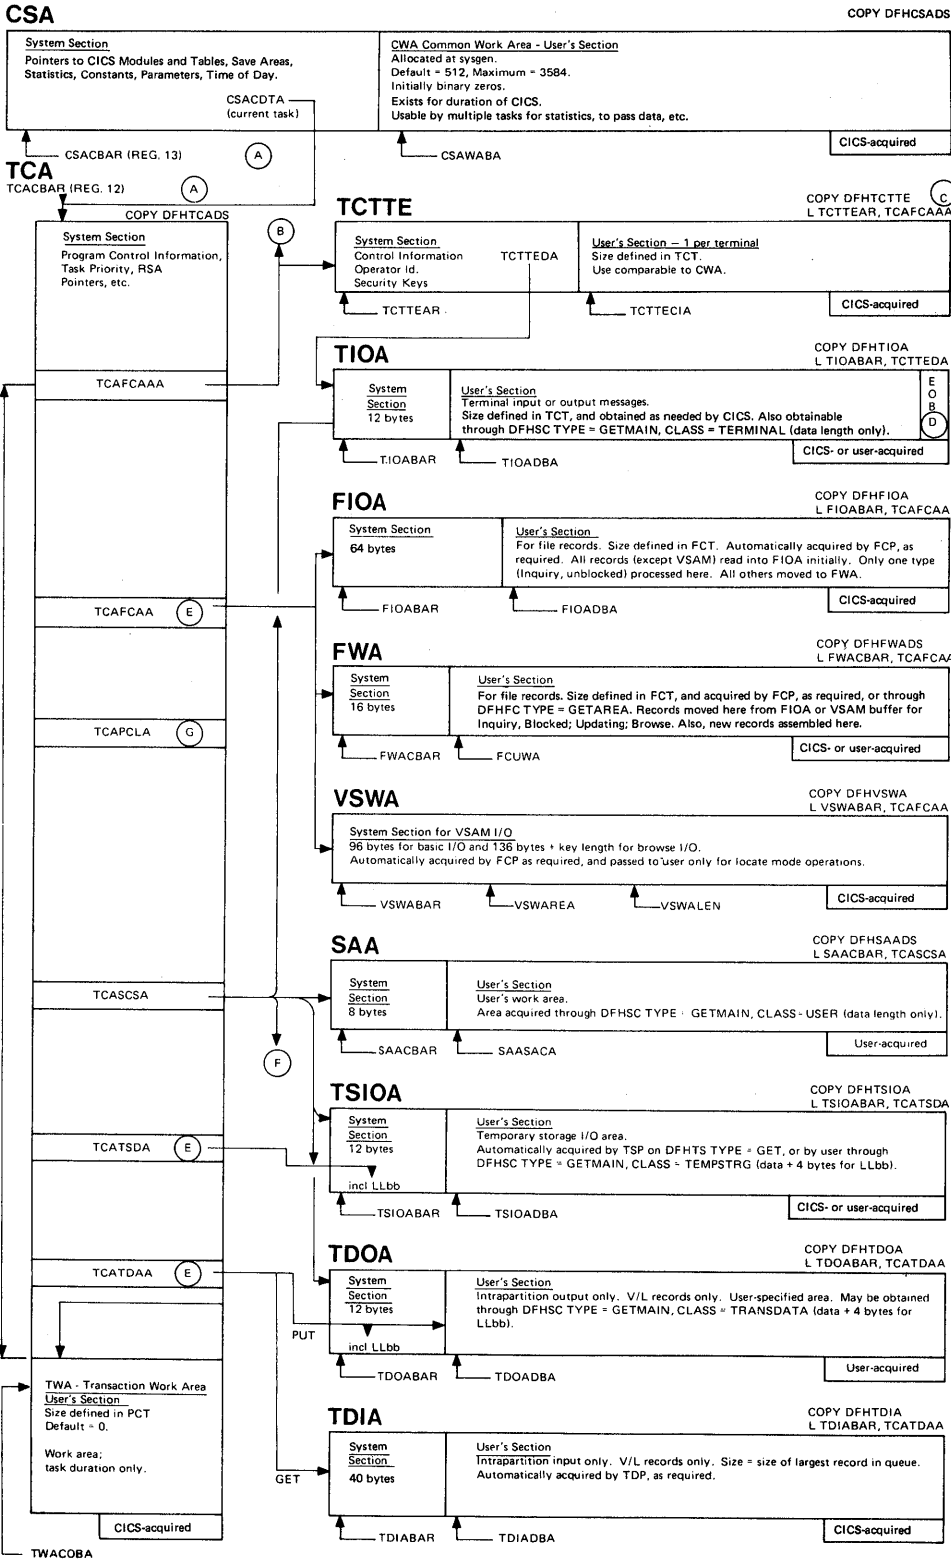 CSA
COPY DFHCSADS
System Section
Pointers to CICS Modules and Tables, Save Areas,
Statistics, Constants, Parameters, Time of Day.
CSACDTA
(current task)
CWA Common Work Area - User's Section
Allocated at sysgen.
Default = 512, Maximum = 3584.
Initially binary zeros.
Exists for duration of CICS.
Usable by multiple tasks for statistics, to pass data, etc.
CICS-acquired
CSACBAR (REG. 13)
A
CSAWABA
TCA
TCACBAR (REG. 12)
A
COPY DFHTCADS
System Section
Program Control Information,
Task Priority, RSA
Pointers, etc.
TCAFCAAA
TCAFCAA
E
TCAPCLA
G
TCASCSA
TCATSDA
E
TCATDAA
E
TWA - Transaction Work Area
User's Section
Size defined in PCT
Default = 0.
Work area;
task duration only.
CICS-acquired
TWACOBA
B
F
PUT
GET
TCTTE
COPY DFHTCTTE
C
L TCTTEAR, TCAFCAAA
System Section
Control Information
Operator Id.
Security Keys
TCTTEDA
User's Section — 1 per terminal
Size defined in TCT.
Use comparable to CWA.
CICS-acquired
TCTTEAR
TCTTECIA
TIOA
COPY DFHTIOA
L TIOABAR, TCTTEDA
System
Section
12 bytes
User's Section
Terminal input or output messages.
Size defined in TCT, and obtained as needed by CICS. Also obtainable
through DFHSC TYPE = GETMAIN, CLASS = TERMINAL (data length only).
E
O
B
D
CICS- or user-acquired
TIOABAR
TIOADBA
FIOA
COPY DFHFIOA
L FIOABAR, TCAFCAA
System Section
64 bytes
User's Section
For file records. Size defined in FCT. Automatically acquired by FCP, as
required. All records (except VSAM) read into FIOA initially. Only one type
(Inquiry, unblocked) processed here. All others moved to FWA.
CICS-acquired
FIOABAR
FIOADBA
FWA
COPY DFHFWADS
L FWACBAR, TCAFCAA
System
Section
16 bytes
User's Section
For file records. Size defined in FCT, and acquired by FCP, as required, or through
DFHFC TYPE = GETAREA. Records moved here from FIOA or VSAM buffer for
Inquiry, Blocked; Updating; Browse. Also, new records assembled here.
CICS- or user-acquired
FWACBAR
FCUWA
VSWA
COPY DFHVSWA
L VSWABAR, TCAFCAA
System Section for VSAM I/O
96 bytes for basic I/O and 136 bytes + key length for browse I/O.
Automatically acquired by FCP as required, and passed to user only for locate mode operations.
CICS-acquired
VSWABAR
VSWAREA
VSWALEN
SAA
COPY DFHSAADS
L SAACBAR, TCASCSA
System
Section
8 bytes
User's Section
User's work area.
Area acquired through DFHSC TYPE = GETMAIN, CLASS=USER (data length only).
User-acquired
SAACBAR
SAASACA
TSIOA
COPY DFHTSIOA
L TSIOABAR, TCATSDA
System
Section
12 bytes
incl LLbb
User's Section
Temporary storage I/O area.
Automatically acquired by TSP on DFHTS TYPE = GET, or by user through
DFHSC TYPE = GETMAIN, CLASS = TEMPSTRG (data + 4 bytes for LLbb).
CICS- or user-acquired
TSIOABAR
TSIOADBA
TDOA
COPY DFHTDOA
L TDOABAR, TCATDAA
System
Section
12 bytes
incl LLbb
User's Section
Intrapartition output only. V/L records only. User-specified area. May be obtained
through DFHSC TYPE = GETMAIN, CLASS = TRANSDATA (data + 4 bytes for
LLbb).
User-acquired
TDOABAR
TDOADBA
TDIA
COPY DFHTDIA
L TDIABAR, TCATDAA
System
Section
40 bytes
User's Section
Intrapartition input only. V/L records only. Size = size of largest record in queue.
Automatically acquired by TDP, as required.
CICS-acquired
TDIABAR
TDIADBA